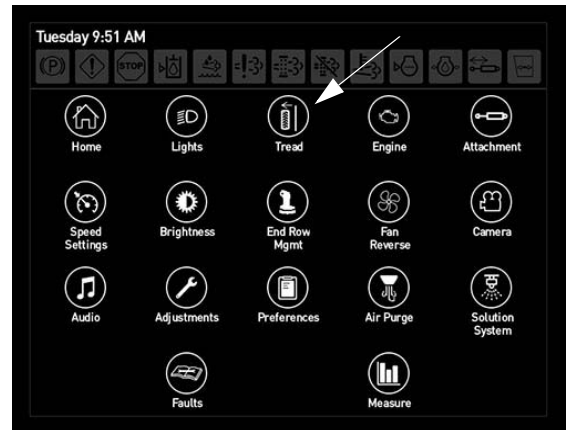 Tuesday 9:51 AM
(P) STOP
Home Lights Tread Engine Attachment
Speed Settings Brightness End Row Mgmt Fan Reverse Camera
Audio Adjustments Preferences Air Purge Solution System
Faults Measure